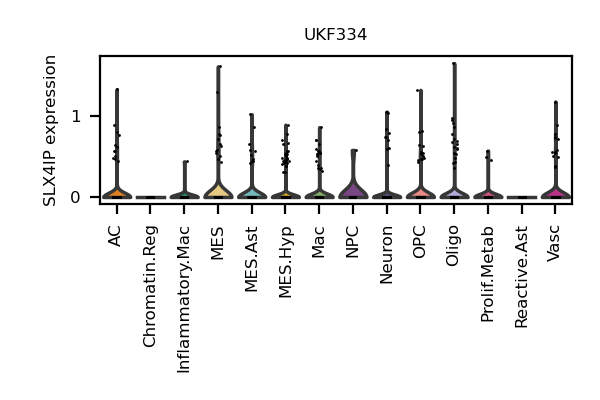 UKF334
SLX4IP expression
1
0
AC
Chromatin.Reg
Inflammatory.Mac
MES
MES.Ast
MES.Hyp
Mac
NPC
Neuron
OPC
Oligo
Prolif.Metab
Reactive.Ast
Vasc